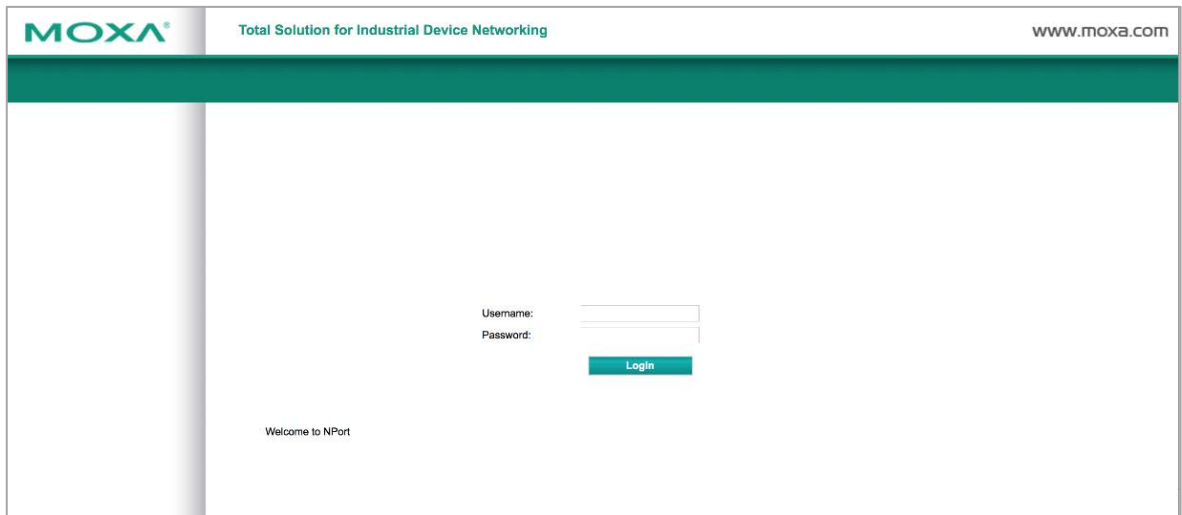 MOXA®
Total Solution for Industrial Device Networking
www.moxa.com
Username:
Password:
Login
Welcome to NPort